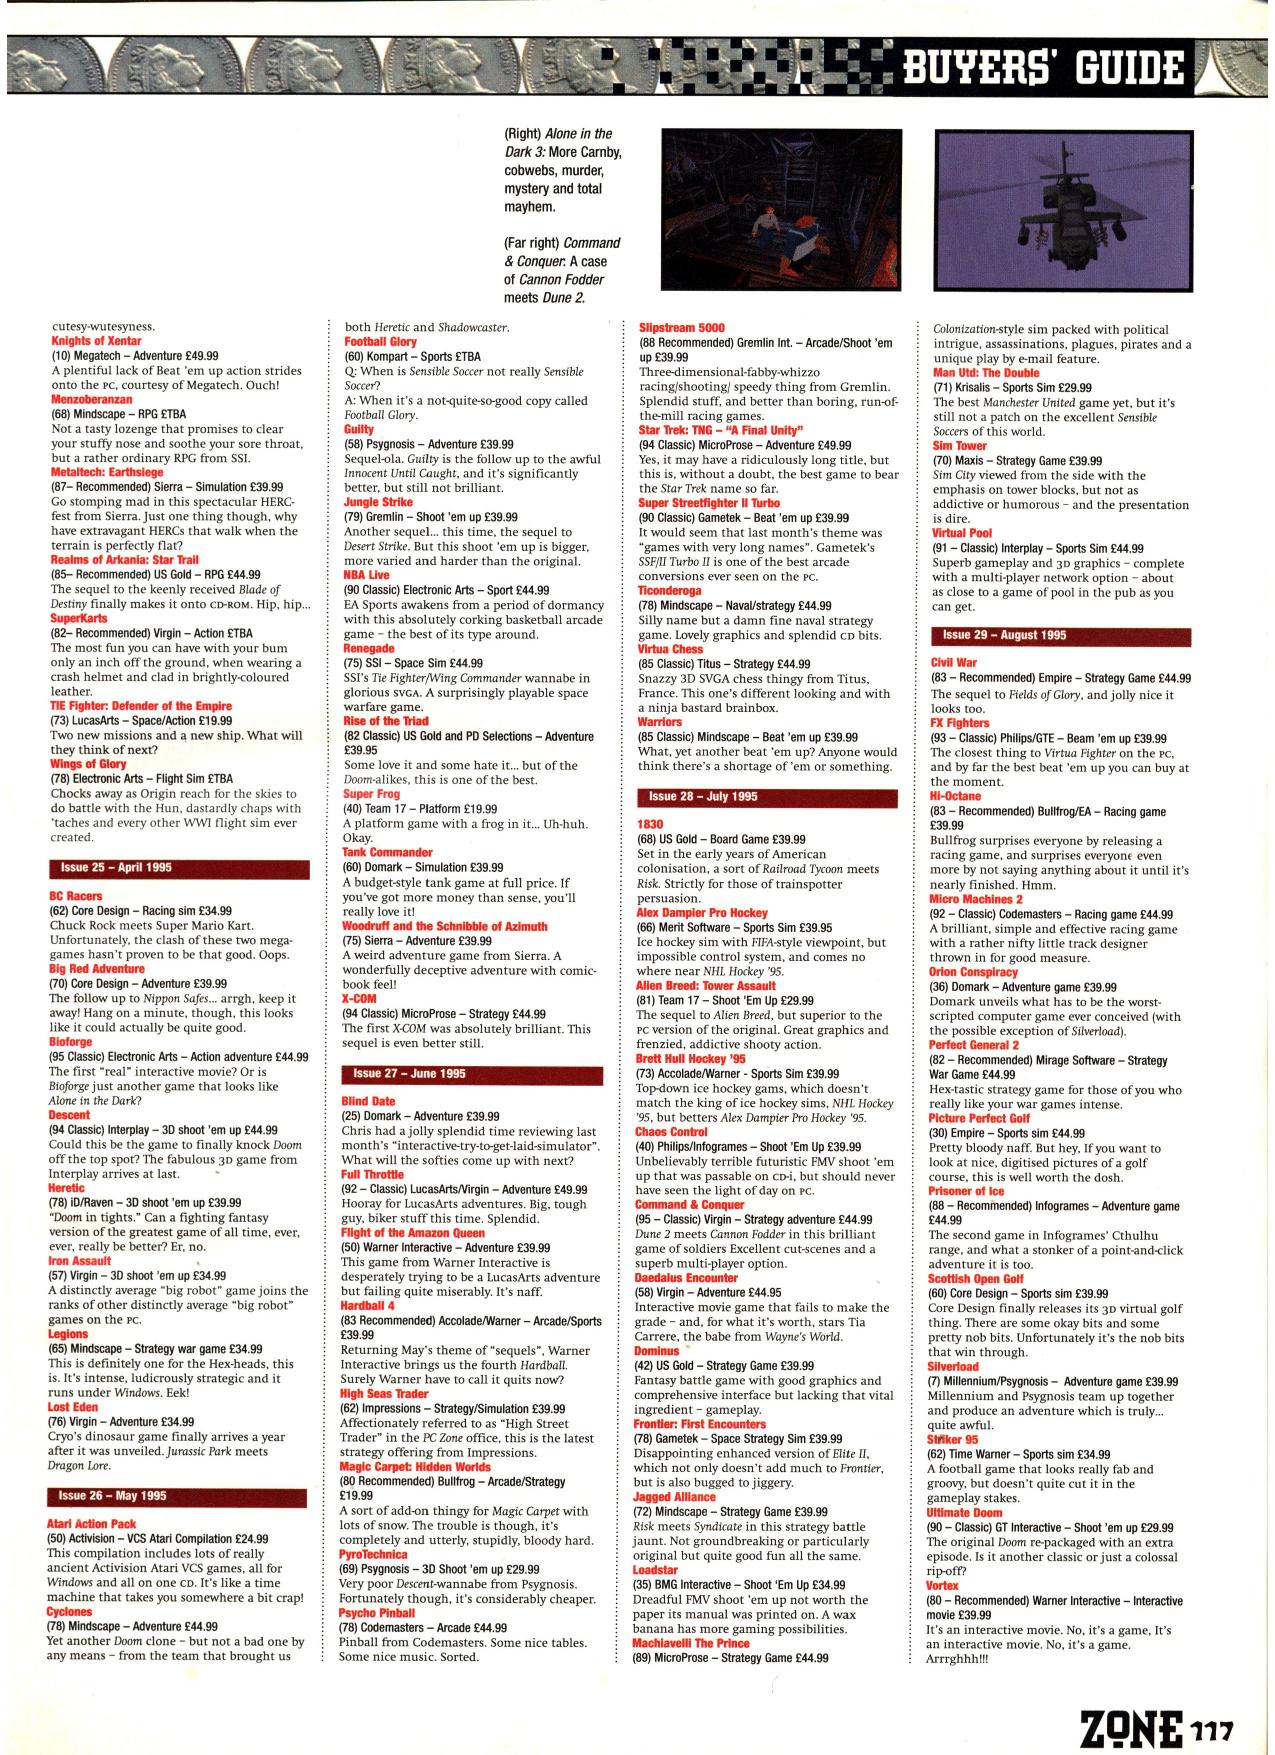 BUYERS' GUIDE
(Right) Alone in the
Dark 3: More Carnby,
cobwebs, murder,
mystery and total
mayhem.
(Far right) Command
& Conquer: A case
of Cannon Fodder
meets Dune 2.
cutesy-wutesyness.
Knights of Xentar
(10) Megatech – Adventure £49.99
A plentiful lack of Beat 'em up action strides
onto the PC, courtesy of Megatech. Ouch!
Menzoberanzan
(68) Mindscape – RPG £TBA
Not a tasty lozenge that promises to clear
your stuffy nose and soothe your sore throat,
but a rather ordinary RPG from SSI.
Metaltech: Earthsiege
(87– Recommended) Sierra – Simulation £39.99
Go stomping mad in this spectacular HERC-
fest from Sierra. Just one thing though, why
have extravagant HERCs that walk when the
terrain is perfectly flat?
Realms of Arkania: Star Trail
(85– Recommended) US Gold – RPG £44.99
The sequel to the keenly received Blade of
Destiny finally makes it onto CD-ROM. Hip, hip...
SuperKarts
(82– Recommended) Virgin – Action £TBA
The most fun you can have with your bum
only an inch off the ground, when wearing a
crash helmet and clad in brightly-coloured
leather.
TIE Fighter: Defender of the Empire
(73) LucasArts – Space/Action £19.99
Two new missions and a new ship. What will
they think of next?
Wings of Glory
(78) Electronic Arts – Flight Sim £TBA
Chocks away as Origin reach for the skies to
do battle with the Hun, dastardly chaps with
'taches and every other WWI flight sim ever
created.
Issue 25 – April 1995
BC Racers
(62) Core Design – Racing sim £34.99
Chuck Rock meets Super Mario Kart.
Unfortunately, the clash of these two mega-
games hasn't proven to be that good. Oops.
Big Red Adventure
(70) Core Design – Adventure £39.99
The follow up to Nippon Safes... arrgh, keep it
away! Hang on a minute, though, this looks
like it could actually be quite good.
Bioforge
(95 Classic) Electronic Arts – Action adventure £44.99
The first "real" interactive movie? Or is
Bioforge just another game that looks like
Alone in the Dark?
Descent
(94 Classic) Interplay – 3D shoot 'em up £44.99
Could this be the game to finally knock Doom
off the top spot? The fabulous 3D game from
Interplay arrives at last.
Heretic
(78) iD/Raven – 3D shoot 'em up £39.99
"Doom in tights." Can a fighting fantasy
version of the greatest game of all time, ever,
ever, really be better? Er, no.
Iron Assault
(57) Virgin – 3D shoot 'em up £34.99
A distinctly average "big robot" game joins the
ranks of other distinctly average "big robot"
games on the PC.
Legions
(65) Mindscape – Strategy war game £34.99
This is definitely one for the Hex-heads, this
is. It's intense, ludicrously strategic and it
runs under Windows. Eek!
Lost Eden
(76) Virgin – Adventure £34.99
Cryo's dinosaur game finally arrives a year
after it was unveiled. Jurassic Park meets
Dragon Lore.
Issue 26 – May 1995
Atari Action Pack
(50) Activision – VCS Atari Compilation £24.99
This compilation includes lots of really
ancient Activision Atari VCS games, all for
Windows and all on one CD. It's like a time
machine that takes you somewhere a bit crap!
Cyclones
(78) Mindscape – Adventure £44.99
Yet another Doom clone – but not a bad one by
any means – from the team that brought us
both Heretic and Shadowcaster.
Football Glory
(60) Kompart – Sports £TBA
Q: When is Sensible Soccer not really Sensible
Soccer?
A: When it's a not-quite-so-good copy called
Football Glory.
Guilty
(58) Psygnosis – Adventure £39.99
Sequel-ola. Guilty is the follow up to the awful
Innocent Until Caught, and it's significantly
better, but still not brilliant.
Jungle Strike
(79) Gremlin – Shoot 'em up £39.99
Another sequel... this time, the sequel to
Desert Strike. But this shoot 'em up is bigger,
more varied and harder than the original.
NBA Live
(90 Classic) Electronic Arts – Sport £44.99
EA Sports awakens from a period of dormancy
with this absolutely corking basketball arcade
game – the best of its type around.
Renegade
(75) SSI – Space Sim £44.99
SSI's Tie Fighter/Wing Commander wannabe in
glorious SVGA. A surprisingly playable space
warfare game.
Rise of the Triad
(82 Classic) US Gold and PD Selections – Adventure
£39.95
Some love it and some hate it... but of the
Doom-alikes, this is one of the best.
Super Frog
(40) Team 17 – Platform £19.99
A platform game with a frog in it... Uh-huh.
Okay.
Tank Commander
(60) Domark – Simulation £39.99
A budget-style tank game at full price. If
you've got more money than sense, you'll
really love it!
Woodruff and the Schnibble of Azimuth
(75) Sierra – Adventure £39.99
A weird adventure game from Sierra. A
wonderfully deceptive adventure with comic-
book feel!
X-COM
(94 Classic) MicroProse – Strategy £44.99
The first X-COM was absolutely brilliant. This
sequel is even better still.
Issue 27 – June 1995
Blind Date
(25) Domark – Adventure £39.99
Chris had a jolly splendid time reviewing last
month's "interactive-try-to-get-laid-simulator".
What will the softies come up with next?
Full Throttle
(92 – Classic) LucasArts/Virgin – Adventure £49.99
Hooray for LucasArts adventures. Big, tough
guy, biker stuff this time. Splendid.
Flight of the Amazon Queen
(50) Warner Interactive – Adventure £39.99
This game from Warner Interactive is
desperately trying to be a LucasArts adventure
but failing quite miserably. It's naff.
Hardball 4
(83 Recommended) Accolade/Warner – Arcade/Sports
£39.99
Returning May's theme of "sequels", Warner
Interactive brings us the fourth Hardball.
Surely Warner have to call it quits now?
High Seas Trader
(62) Impressions – Strategy/Simulation £39.99
Affectionately referred to as "High Street
Trader" in the PC Zone office, this is the latest
strategy offering from Impressions.
Magic Carpet: Hidden Worlds
(80 Recommended) Bullfrog – Arcade/Strategy
£19.99
A sort of add-on thingy for Magic Carpet with
lots of snow. The trouble is though, it's
completely and utterly, stupidly, bloody hard.
PyroTechnica
(69) Psygnosis – 3D Shoot 'em up £29.99
Very poor Descent-wannabe from Psygnosis.
Fortunately though, it's considerably cheaper.
Psycho Pinball
(78) Codemasters – Arcade £44.99
Pinball from Codemasters. Some nice tables.
Some nice music. Sorted.
Slipstream 5000
(88 Recommended) Gremlin Int. – Arcade/Shoot 'em
up £39.99
Three-dimensional-fabby-whizzo
racing/shooting/ speedy thing from Gremlin.
Splendid stuff, and better than boring, run-of-
the-mill racing games.
Star Trek: TNG – "A Final Unity"
(94 Classic) MicroProse – Adventure £49.99
Yes, it may have a ridiculously long title, but
this is, without a doubt, the best game to bear
the Star Trek name so far.
Super Streetfighter II Turbo
(90 Classic) Gametek – Beat 'em up £39.99
It would seem that last month's theme was
"games with very long names". Gametek's
SSF/II Turbo II is one of the best arcade
conversions ever seen on the PC.
Ticonderoga
(78) Mindscape – Naval/strategy £44.99
Silly name but a damn fine naval strategy
game. Lovely graphics and splendid CD bits.
Virtua Chess
(85 Classic) Titus – Strategy £44.99
Snazzy 3D SVGA chess thingy from Titus,
France. This one's different looking and with
a ninja bastard brainbox.
Warriors
(85 Classic) Mindscape – Beat 'em up £39.99
What, yet another beat 'em up? Anyone would
think there's a shortage of 'em or something.
Issue 28 – July 1995
1830
(68) US Gold – Board Game £39.99
Set in the early years of American
colonisation, a sort of Railroad Tycoon meets
Risk. Strictly for those of trainspotter
persuasion.
Alex Dampier Pro Hockey
(66) Merit Software – Sports Sim £39.95
Ice hockey sim with FIFA-style viewpoint, but
impossible control system, and comes no
where near NHL Hockey '95.
Alien Breed: Tower Assault
(81) Team 17 – Shoot 'Em Up £29.99
The sequel to Alien Breed, but superior to the
PC version of the original. Great graphics and
frenzied, addictive shooty action.
Brett Hull Hockey '95
(73) Accolade/Warner - Sports Sim £39.99
Top-down ice hockey gams, which doesn't
match the king of ice hockey sims, NHL Hockey
'95, but betters Alex Dampier Pro Hockey '95.
Chaos Control
(40) Philips/Infogrames – Shoot 'Em Up £39.99
Unbelievably terrible futuristic FMV shoot 'em
up that was passable on CD-i, but should never
have seen the light of day on PC.
Command & Conquer
(95 – Classic) Virgin – Strategy adventure £44.99
Dune 2 meets Cannon Fodder in this brilliant
game of soldiers Excellent cut-scenes and a
superb multi-player option.
Daedalus Encounter
(58) Virgin – Adventure £44.95
Interactive movie game that fails to make the
grade – and, for what it's worth, stars Tia
Carrere, the babe from Wayne's World.
Dominus
(42) US Gold – Strategy Game £39.99
Fantasy battle game with good graphics and
comprehensive interface but lacking that vital
ingredient – gameplay.
Frontier: First Encounters
(78) Gametek – Space Strategy Sim £39.99
Disappointing enhanced version of Elite II,
which not only doesn't add much to Frontier,
but is also bugged to jiggery.
Jagged Alliance
(72) Mindscape – Strategy Game £39.99
Risk meets Syndicate in this strategy battle
jaunt. Not groundbreaking or particularly
original but quite good fun all the same.
Loadstar
(35) BMG Interactive – Shoot 'Em Up £34.99
Dreadful FMV shoot 'em up not worth the
paper its manual was printed on. A wax
banana has more gaming possibilities.
Machiavelli The Prince
(89) MicroProse – Strategy Game £44.99
Colonization-style sim packed with political
intrigue, assassinations, plagues, pirates and a
unique play by e-mail feature.
Man Utd: The Double
(71) Krisalis – Sports Sim £29.99
The best Manchester United game yet, but it's
still not a patch on the excellent Sensible
Soccers of this world.
Sim Tower
(70) Maxis – Strategy Game £39.99
Sim City viewed from the side with the
emphasis on tower blocks, but not as
addictive or humorous – and the presentation
is dire.
Virtual Pool
(91 – Classic) Interplay – Sports Sim £44.99
Superb gameplay and 3D graphics – complete
with a multi-player network option – about
as close to a game of pool in the pub as you
can get.
Issue 29 – August 1995
Civil War
(83 – Recommended) Empire – Strategy Game £44.99
The sequel to Fields of Glory, and jolly nice it
looks too.
FX Fighters
(93 – Classic) Philips/GTE – Beam 'em up £39.99
The closest thing to Virtua Fighter on the PC,
and by far the best beat 'em up you can buy at
the moment.
Hi-Octane
(83 – Recommended) Bullfrog/EA – Racing game
£39.99
Bullfrog surprises everyone by releasing a
racing game, and surprises everyone even
more by not saying anything about it until it's
nearly finished. Hmm.
Micro Machines 2
(92 – Classic) Codemasters – Racing game £44.99
A brilliant, simple and effective racing game
with a rather nifty little track designer
thrown in for good measure.
Orion Conspiracy
(36) Domark – Adventure game £39.99
Domark unveils what has to be the worst-
scripted computer game ever conceived (with
the possible exception of Silverload).
Perfect General 2
(82 – Recommended) Mirage Software – Strategy
War Game £44.99
Hex-tastic strategy game for those of you who
really like your war games intense.
Picture Perfect Golf
(30) Empire – Sports sim £44.99
Pretty bloody naff. But hey, If you want to
look at nice, digitised pictures of a golf
course, this is well worth the dosh.
Prisoner of Ice
(88 – Recommended) Infogrames – Adventure game
£44.99
The second game in Infogrames' Cthulhu
range, and what a stonker of a point-and-click
adventure it is too.
Scottish Open Golf
(60) Core Design – Sports sim £39.99
Core Design finally releases its 3D virtual golf
thing. There are some okay bits and some
pretty nob bits. Unfortunately it's the nob bits
that win through.
Silverload
(7) Millennium/Psygnosis – Adventure game £39.99
Millennium and Psygnosis team up together
and produce an adventure which is truly...
quite awful.
Striker 95
(62) Time Warner – Sports sim £34.99
A football game that looks really fab and
groovy, but doesn't quite cut it in the
gameplay stakes.
Ultimate Doom
(90 – Classic) GT Interactive – Shoot 'em up £29.99
The original Doom re-packaged with an extra
episode. Is it another classic or just a colossal
rip-off?
Vortex
(80 – Recommended) Warner Interactive – Interactive
movie £39.99
It's an interactive movie. No, it's a game, It's
an interactive movie. No, it's a game.
Arrrghhh!!!
ZONE 117